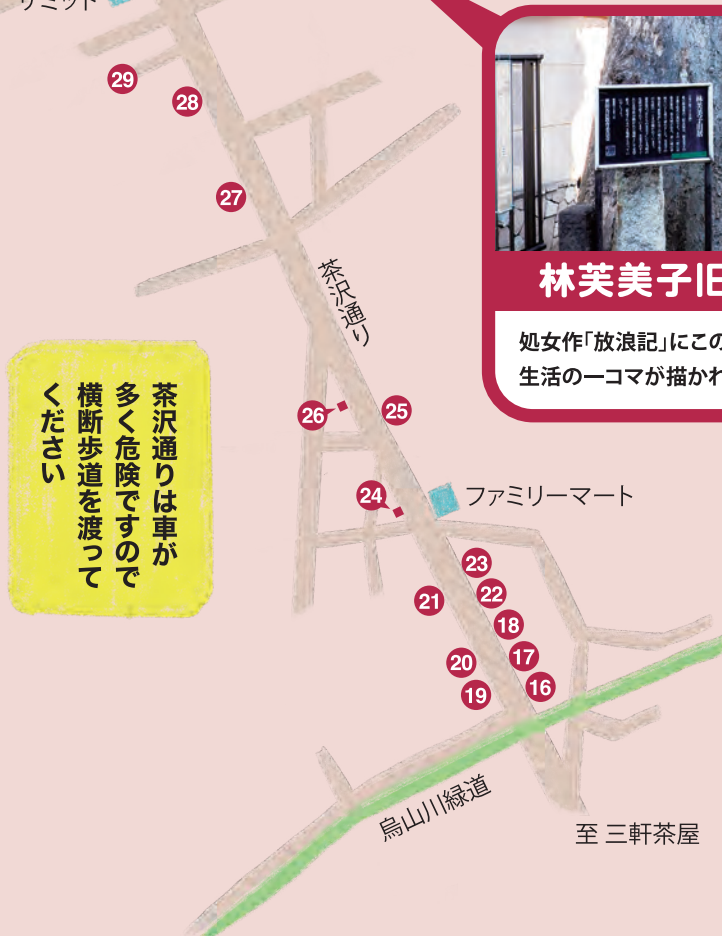 サミット
29
28
27
茶沢通り
林芙美子旧
処女作「放浪記」にこの
生活の一コマが描かれ
茶沢通りは車が
多く危険ですので
横断歩道を渡って
ください
26
25
24
ファミリーマート
23
22
21
18
17
20
16
19
烏山川緑道
至 三軒茶屋